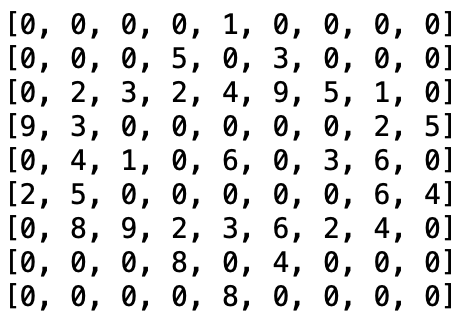 [0, 0, 0, 0, 1, 0, 0, 0, 0]
[0, 0, 0, 5, 0, 3, 0, 0, 0]
[0, 2, 3, 2, 4, 9, 5, 1, 0]
[9, 3, 0, 0, 0, 0, 0, 2, 5]
[0, 4, 1, 0, 6, 0, 3, 6, 0]
[2, 5, 0, 0, 0, 0, 0, 6, 4]
[0, 8, 9, 2, 3, 6, 2, 4, 0]
[0, 0, 0, 8, 0, 4, 0, 0, 0]
[0, 0, 0, 0, 8, 0, 0, 0, 0]